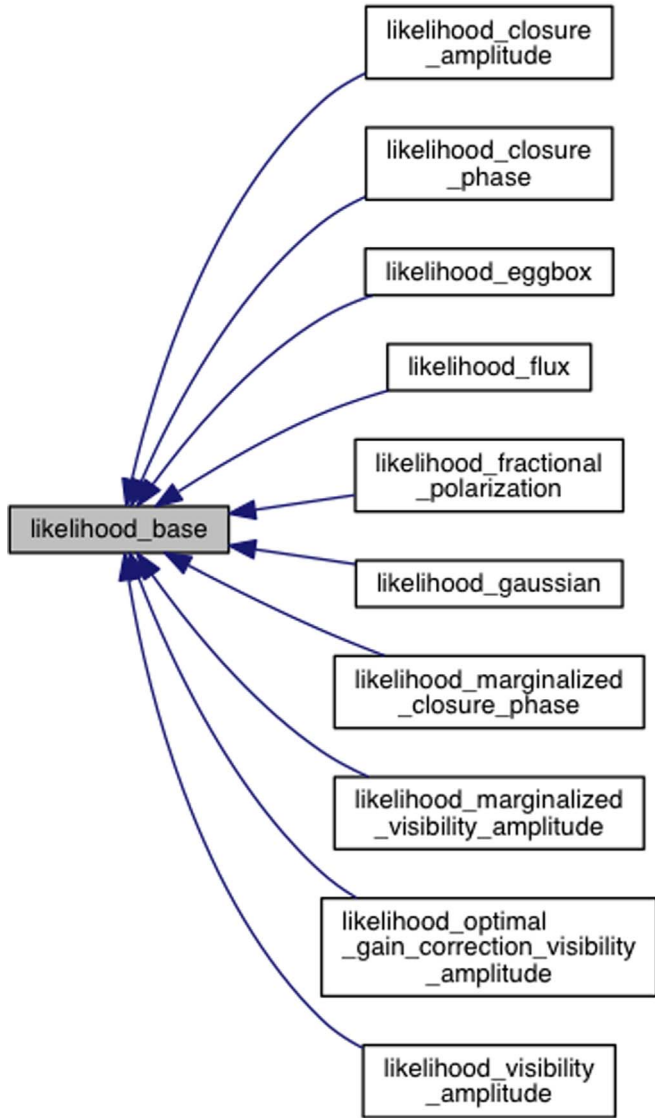 likelihood_closure
_amplitude
likelihood_closure
_phase
likelihood_eggbox
likelihood_flux
likelihood_fractional
_polarization
likelihood_base
likelihood_gaussian
likelihood_marginalized
_closure_phase
likelihood_marginalized
_visibility_amplitude
likelihood_optimal
_gain_correction_visibility
_amplitude
likelihood_visibility
_amplitude